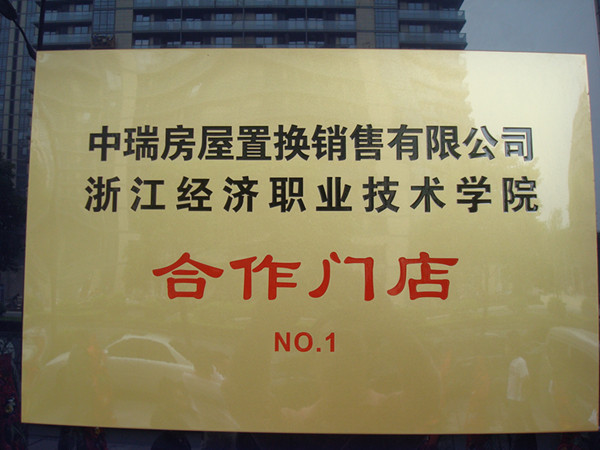 中瑞房屋置换销售有限公司
浙江经济职业技术学院
合作门店
NO.1